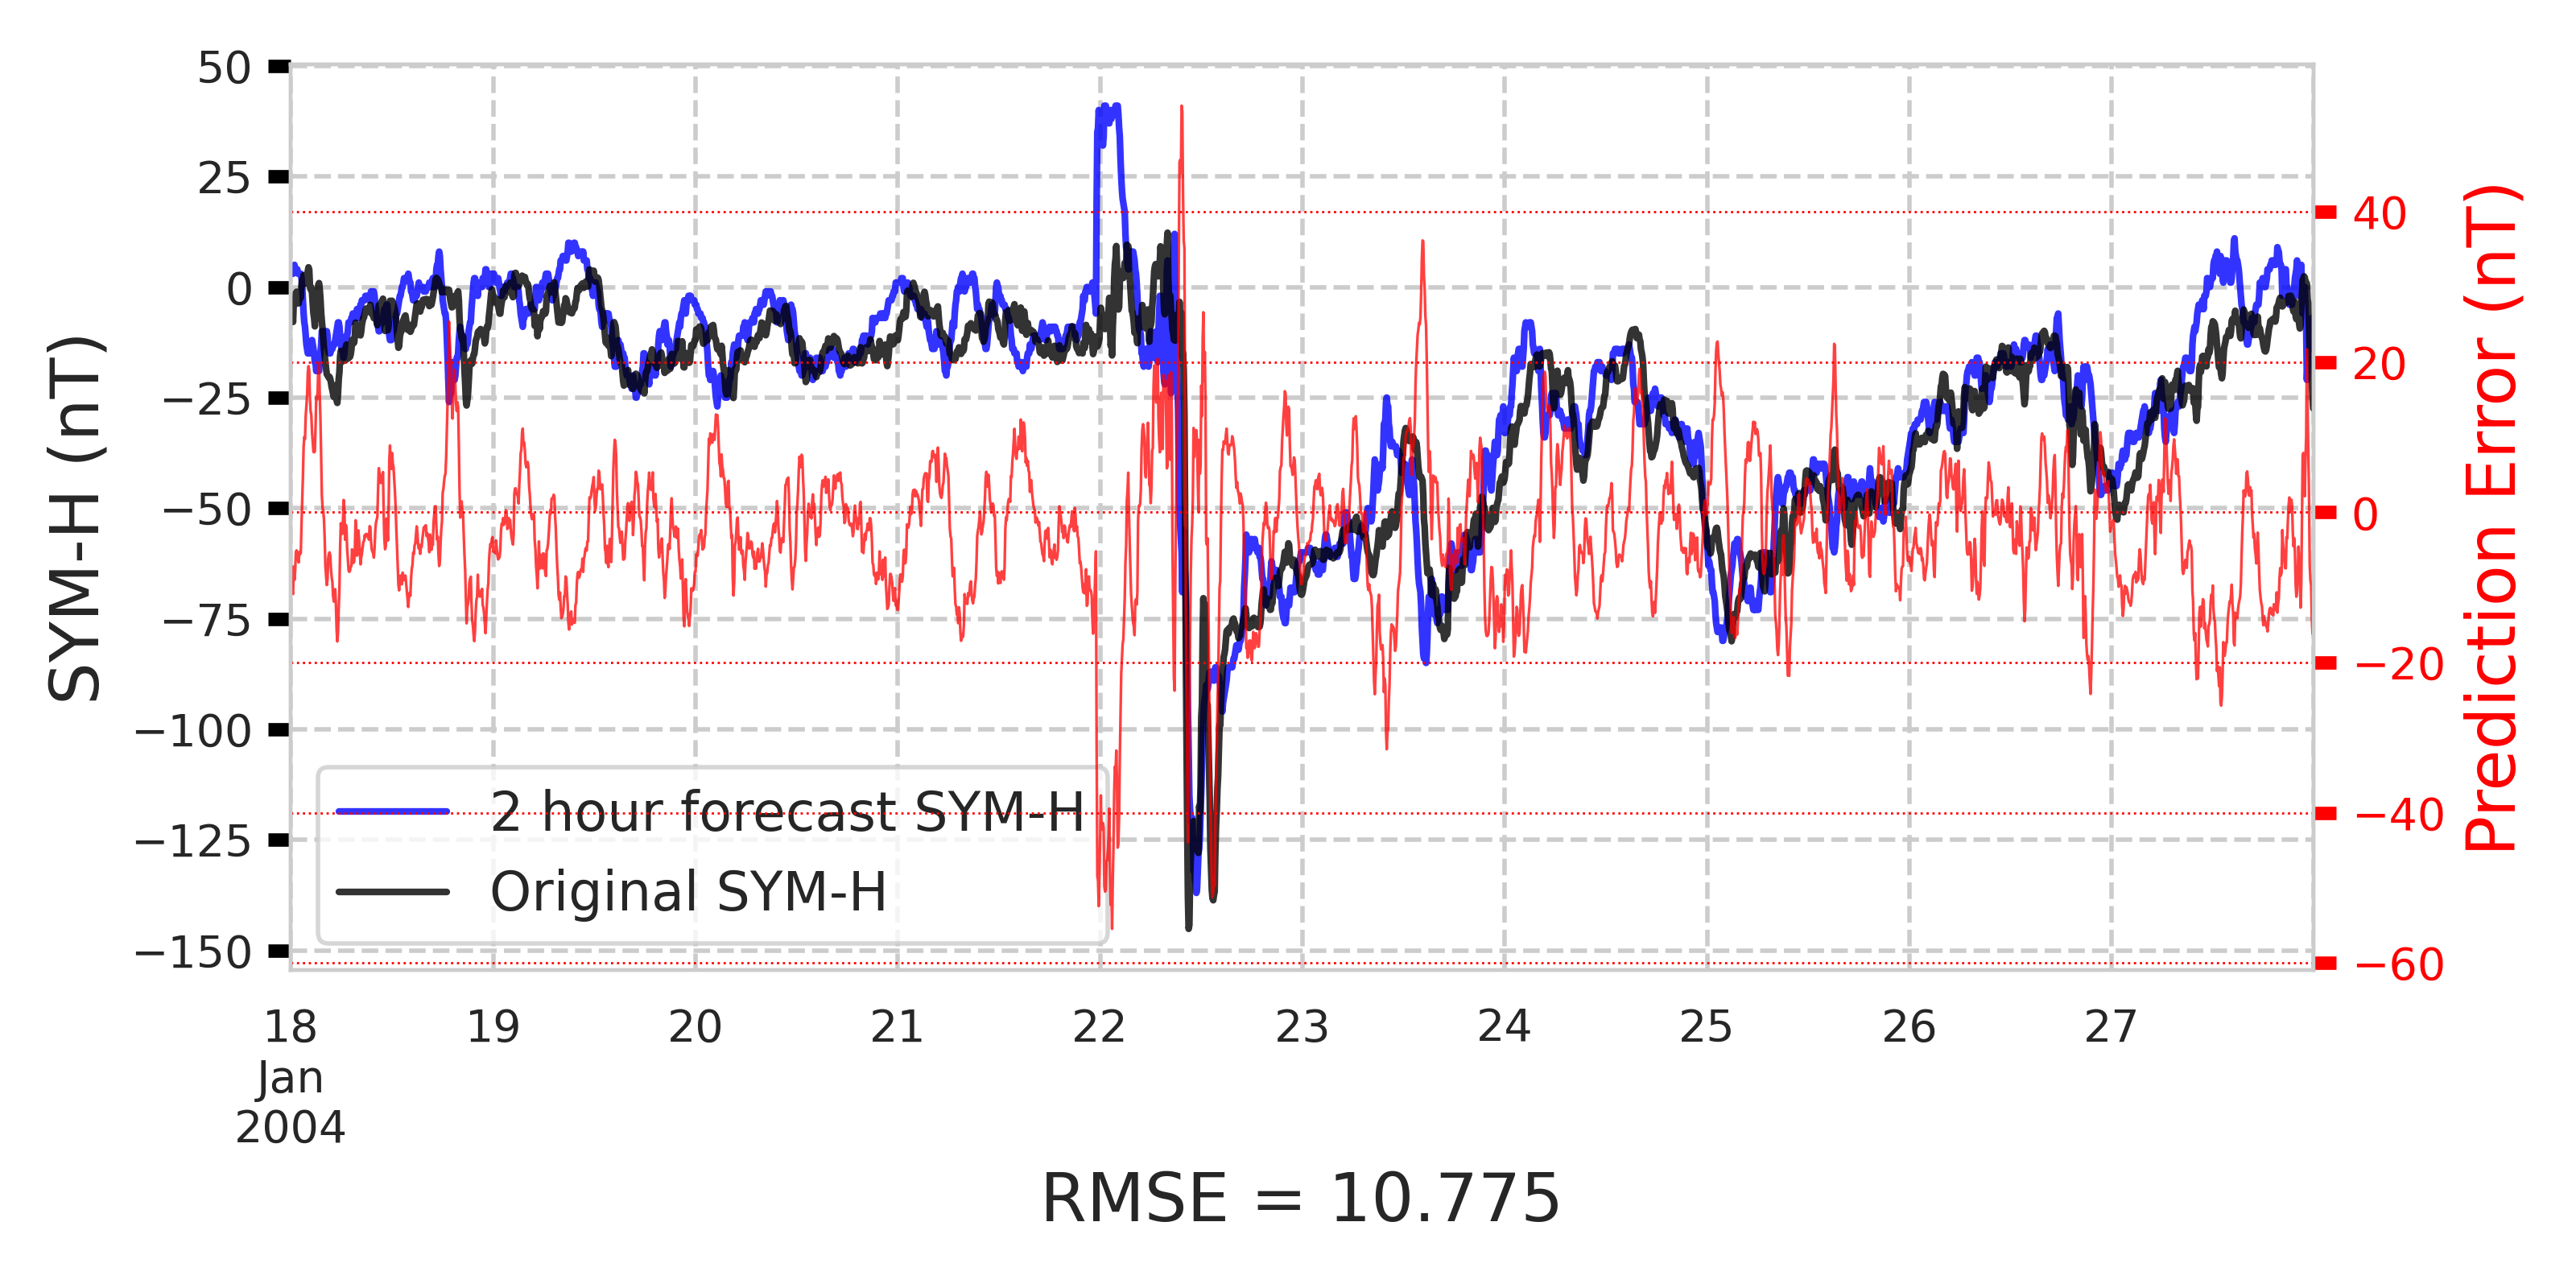 50
25
0
−25
−50
−75
−100
−125
−150
SYM-H (nT)
40
20
0
−20
−40
−60
Prediction Error (nT)
2 hour forecast SYM-H
Original SYM-H
18 19 20 21 22 23 24 25 26 27
Jan
2004
RMSE = 10.775